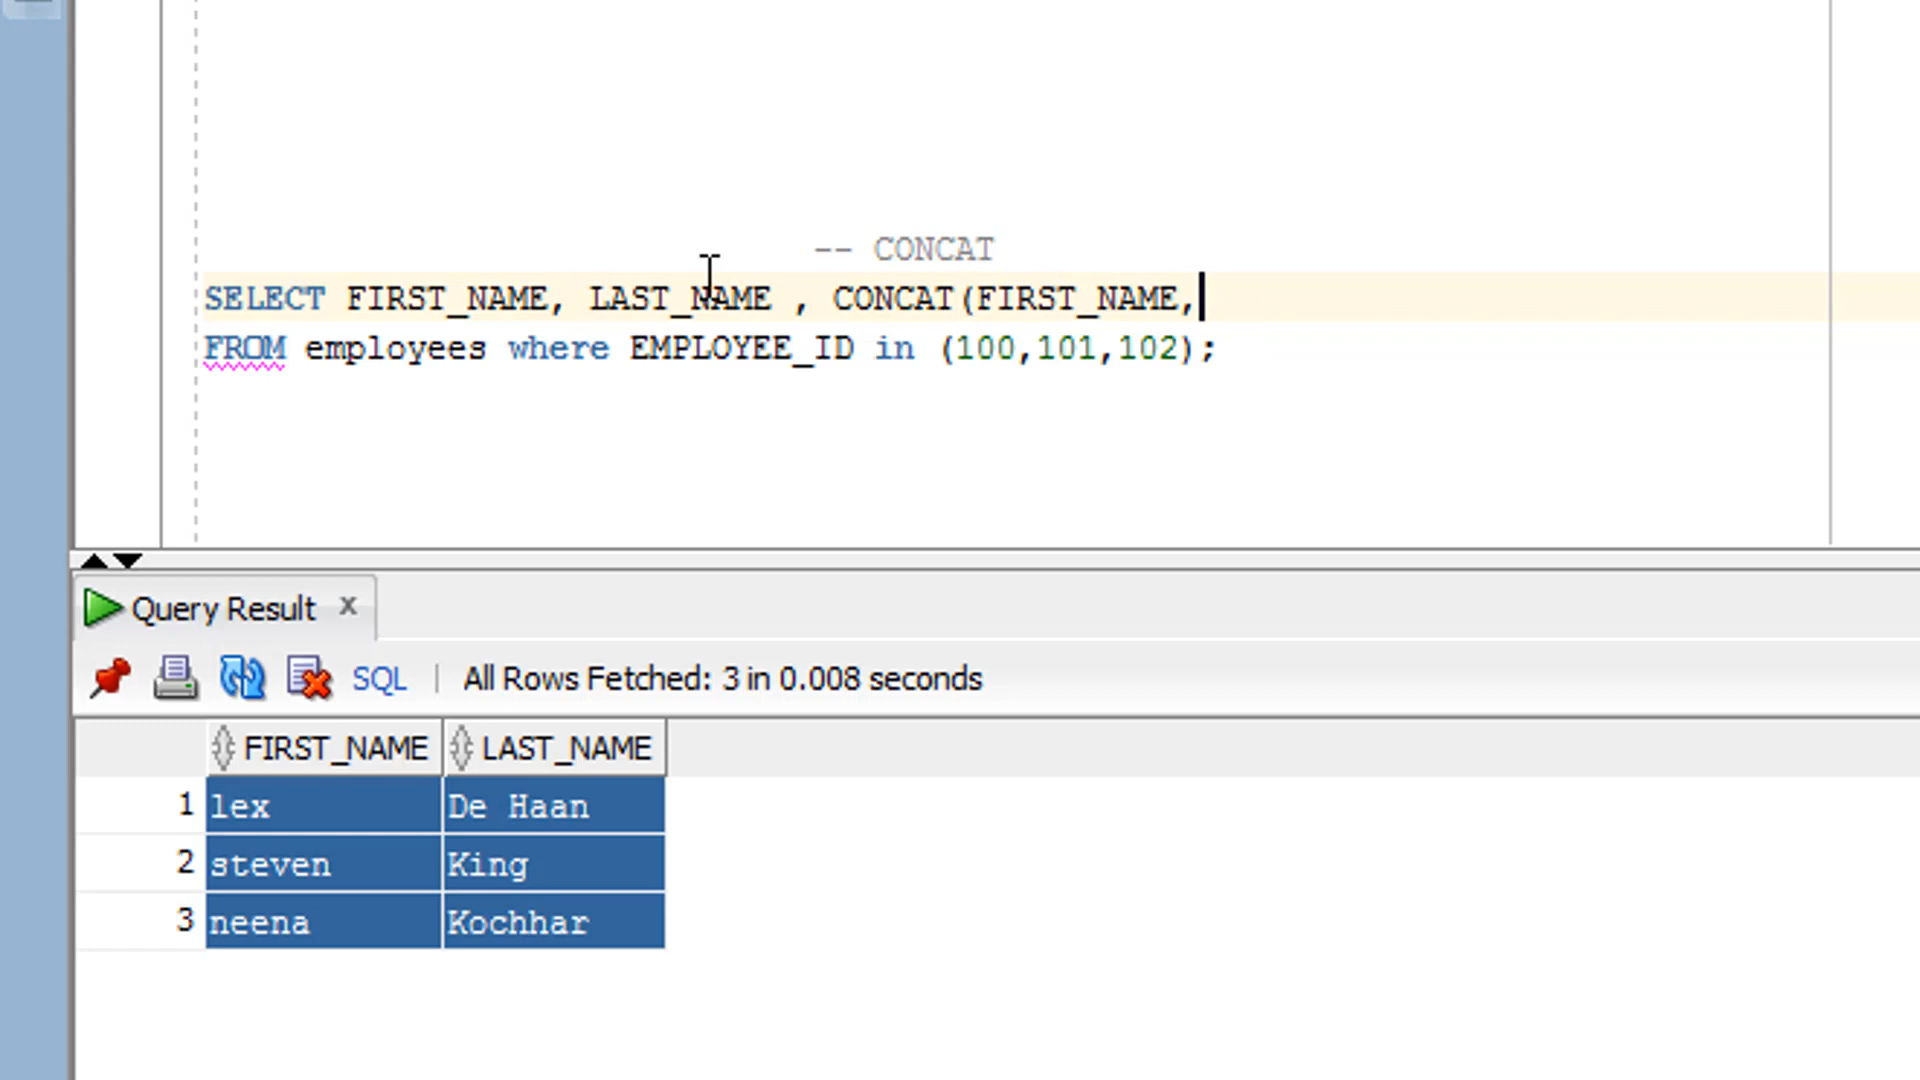 -- CONCAT
SELECT FIRST_NAME, LAST_NAME , CONCAT(FIRST_NAME,
FROM employees where EMPLOYEE_ID in (100,101,102);
Query Result x
SQL | All Rows Fetched: 3 in 0.008 seconds
FIRST_NAME LAST_NAME
1 lex De Haan
2 steven King
3 neena Kochhar